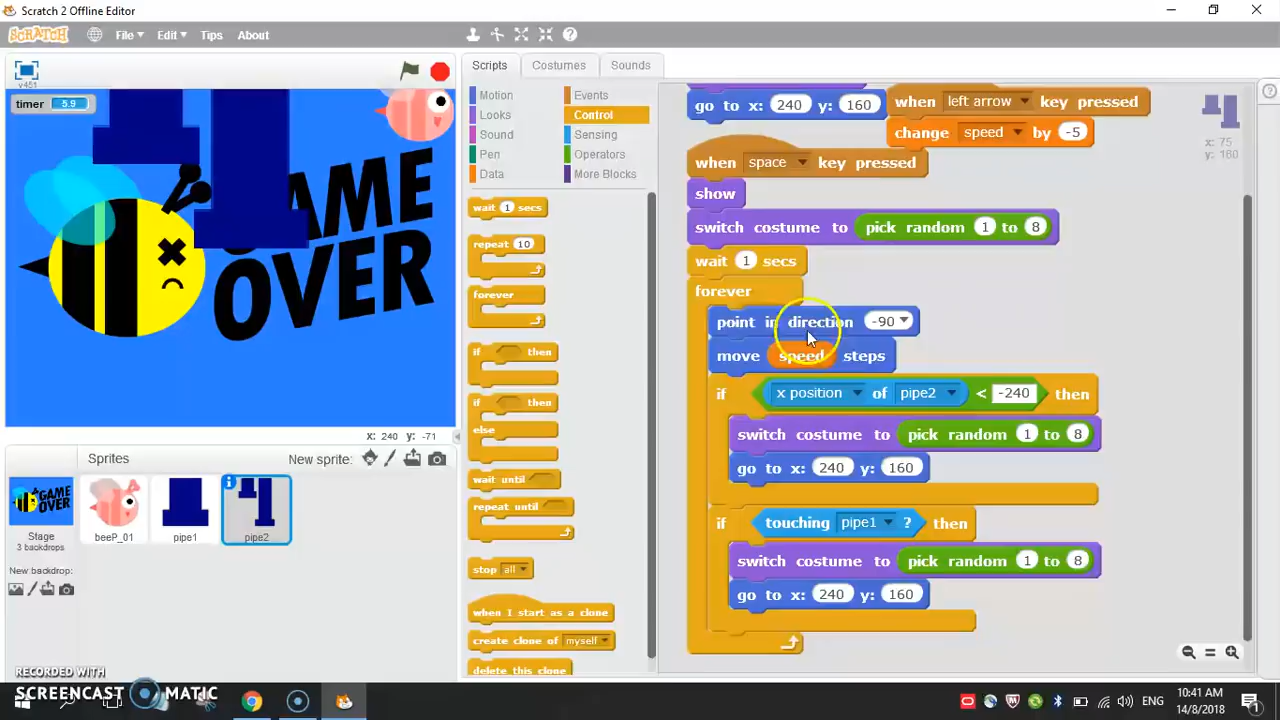 Scratch 2 Offline Editor
SCRATCH File Edit Tips About
v451
timer 5.9
GAME
OVER
x: 240 y: -71
Sprites New sprite:
Stage
3 backdrops
New backdrop:
GAME
OVER
beeP_01
pipe1
pipe2
Scripts Costumes Sounds
Motion Events
Looks Control
Sound Sensing
Pen Operators
Data More Blocks
wait 1 secs
repeat 10
forever
if then
if then
else
wait until
repeat until
stop all
when I start as a clone
create clone of myself
delete this clone
go to x: 240 y: 160
when left arrow key pressed
change speed by -5
when space key pressed
show
switch costume to pick random 1 to 8
wait 1 secs
forever
point in direction -90
move speed steps
if x position of pipe2 < -240 then
switch costume to pick random 1 to 8
go to x: 240 y: 160
if touching pipe1 ? then
switch costume to pick random 1 to 8
go to x: 240 y: 160
x: 75
y: 160
RECORDED WITH
SCREENCAST MATIC
ENG
10:41 AM
14/8/2018